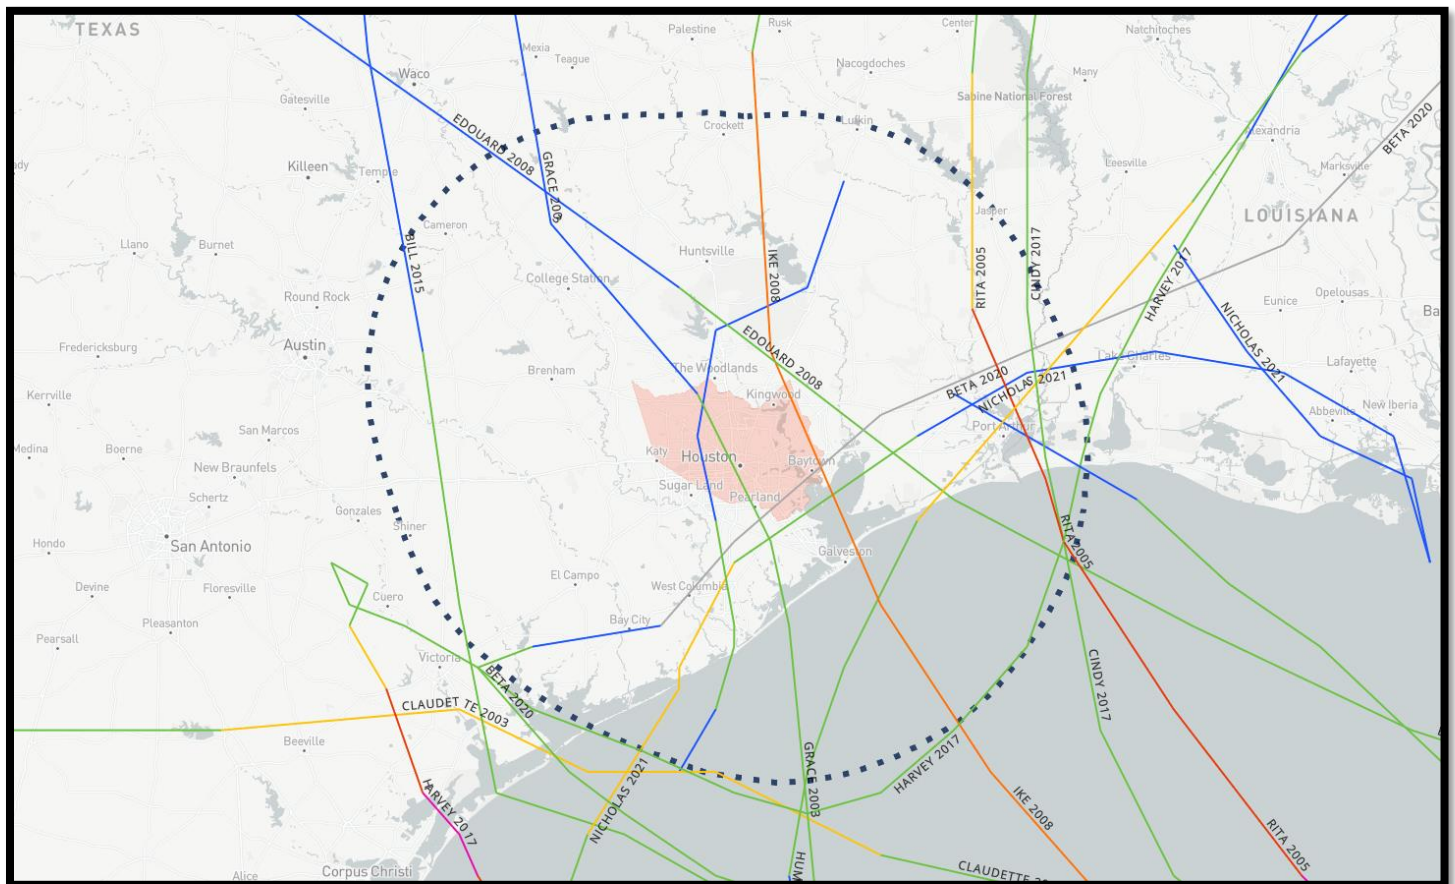 TEXAS
Palestine
Rusk
Center
Natchitoches
Mexia
Teague
Waco
Nacogdoches
Many
Gatesville
Sabine National Forest
EDOUARD 2008
Crockett
Lufkin
Alexandria
BETA 2020
Killeen
Temple
GRACE 200
Leesville
Marksville
Jasper
LOUISIANA
Cameron
Llano
Burnet
BILL 2015
Huntsville
IKE 2008
RITA 2005
CINDY 2017
HARVEY 2017
College Station
Round Rock
Eunice
Opelousas
NICHOLAS 2021
Ba
Fredericksburg
Austin
EDOUARD 2008
Lake Charles
Lafayette
Brenham
The Woodlands
BETA 2020
NICHOLAS 2021
Kerrville
Kingwood
Abbeville
New Iberia
San Marcos
Port Arthur
Medina
Boerne
Katy
Houston
Baytown
New Braunfels
Sugar Land
Pearland
Schertz
Gonzales
Shiner
RITA 2005
Hondo
San Antonio
Galveston
El Campo
West Columbia
Devine
Floresville
Cuero
Pleasanton
Bay City
Pearsall
Victoria
BETA 2020
CINDY 2017
CLAUDET TE 2003
Beeville
GRACE 2003
HARVEY 2017
NICHOLAS 2021
HARVEY 2017
IKE 2008
RITA 2005
HUM
CLAUDETTE
Alice
Corpus Christi